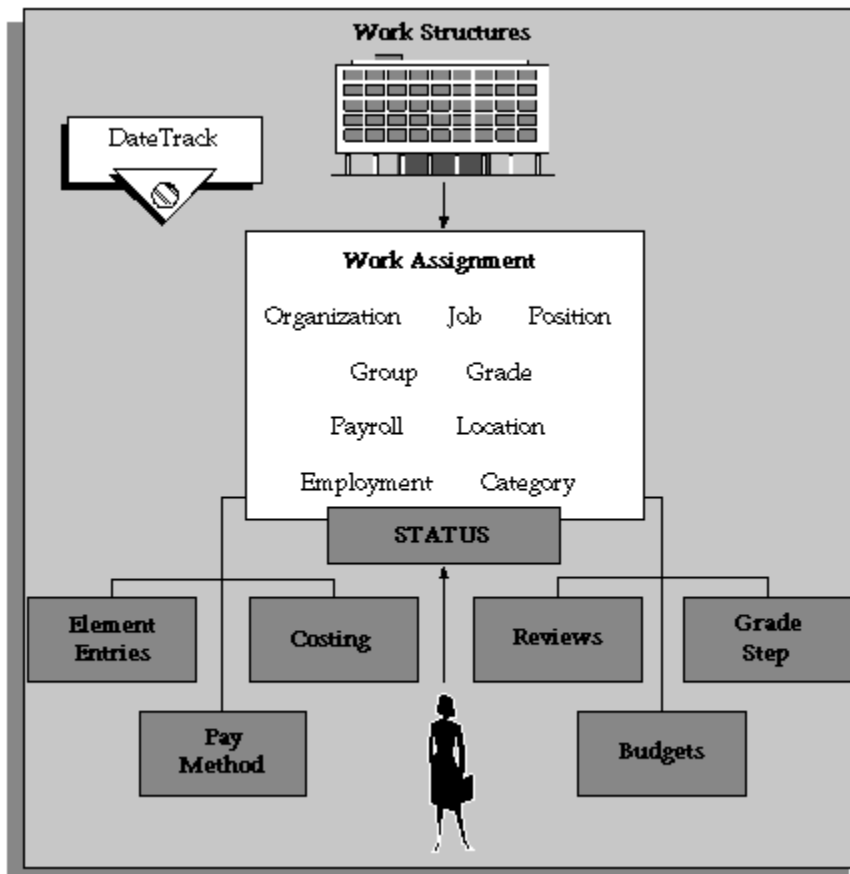 Work Structures
DateTrack
Work Assignment
Organization Job Position
Group Grade
Payroll Location
Employment Category
STATUS
Element
Entries
Costing
Reviews
Grade
Step
Pay
Method
Budgets